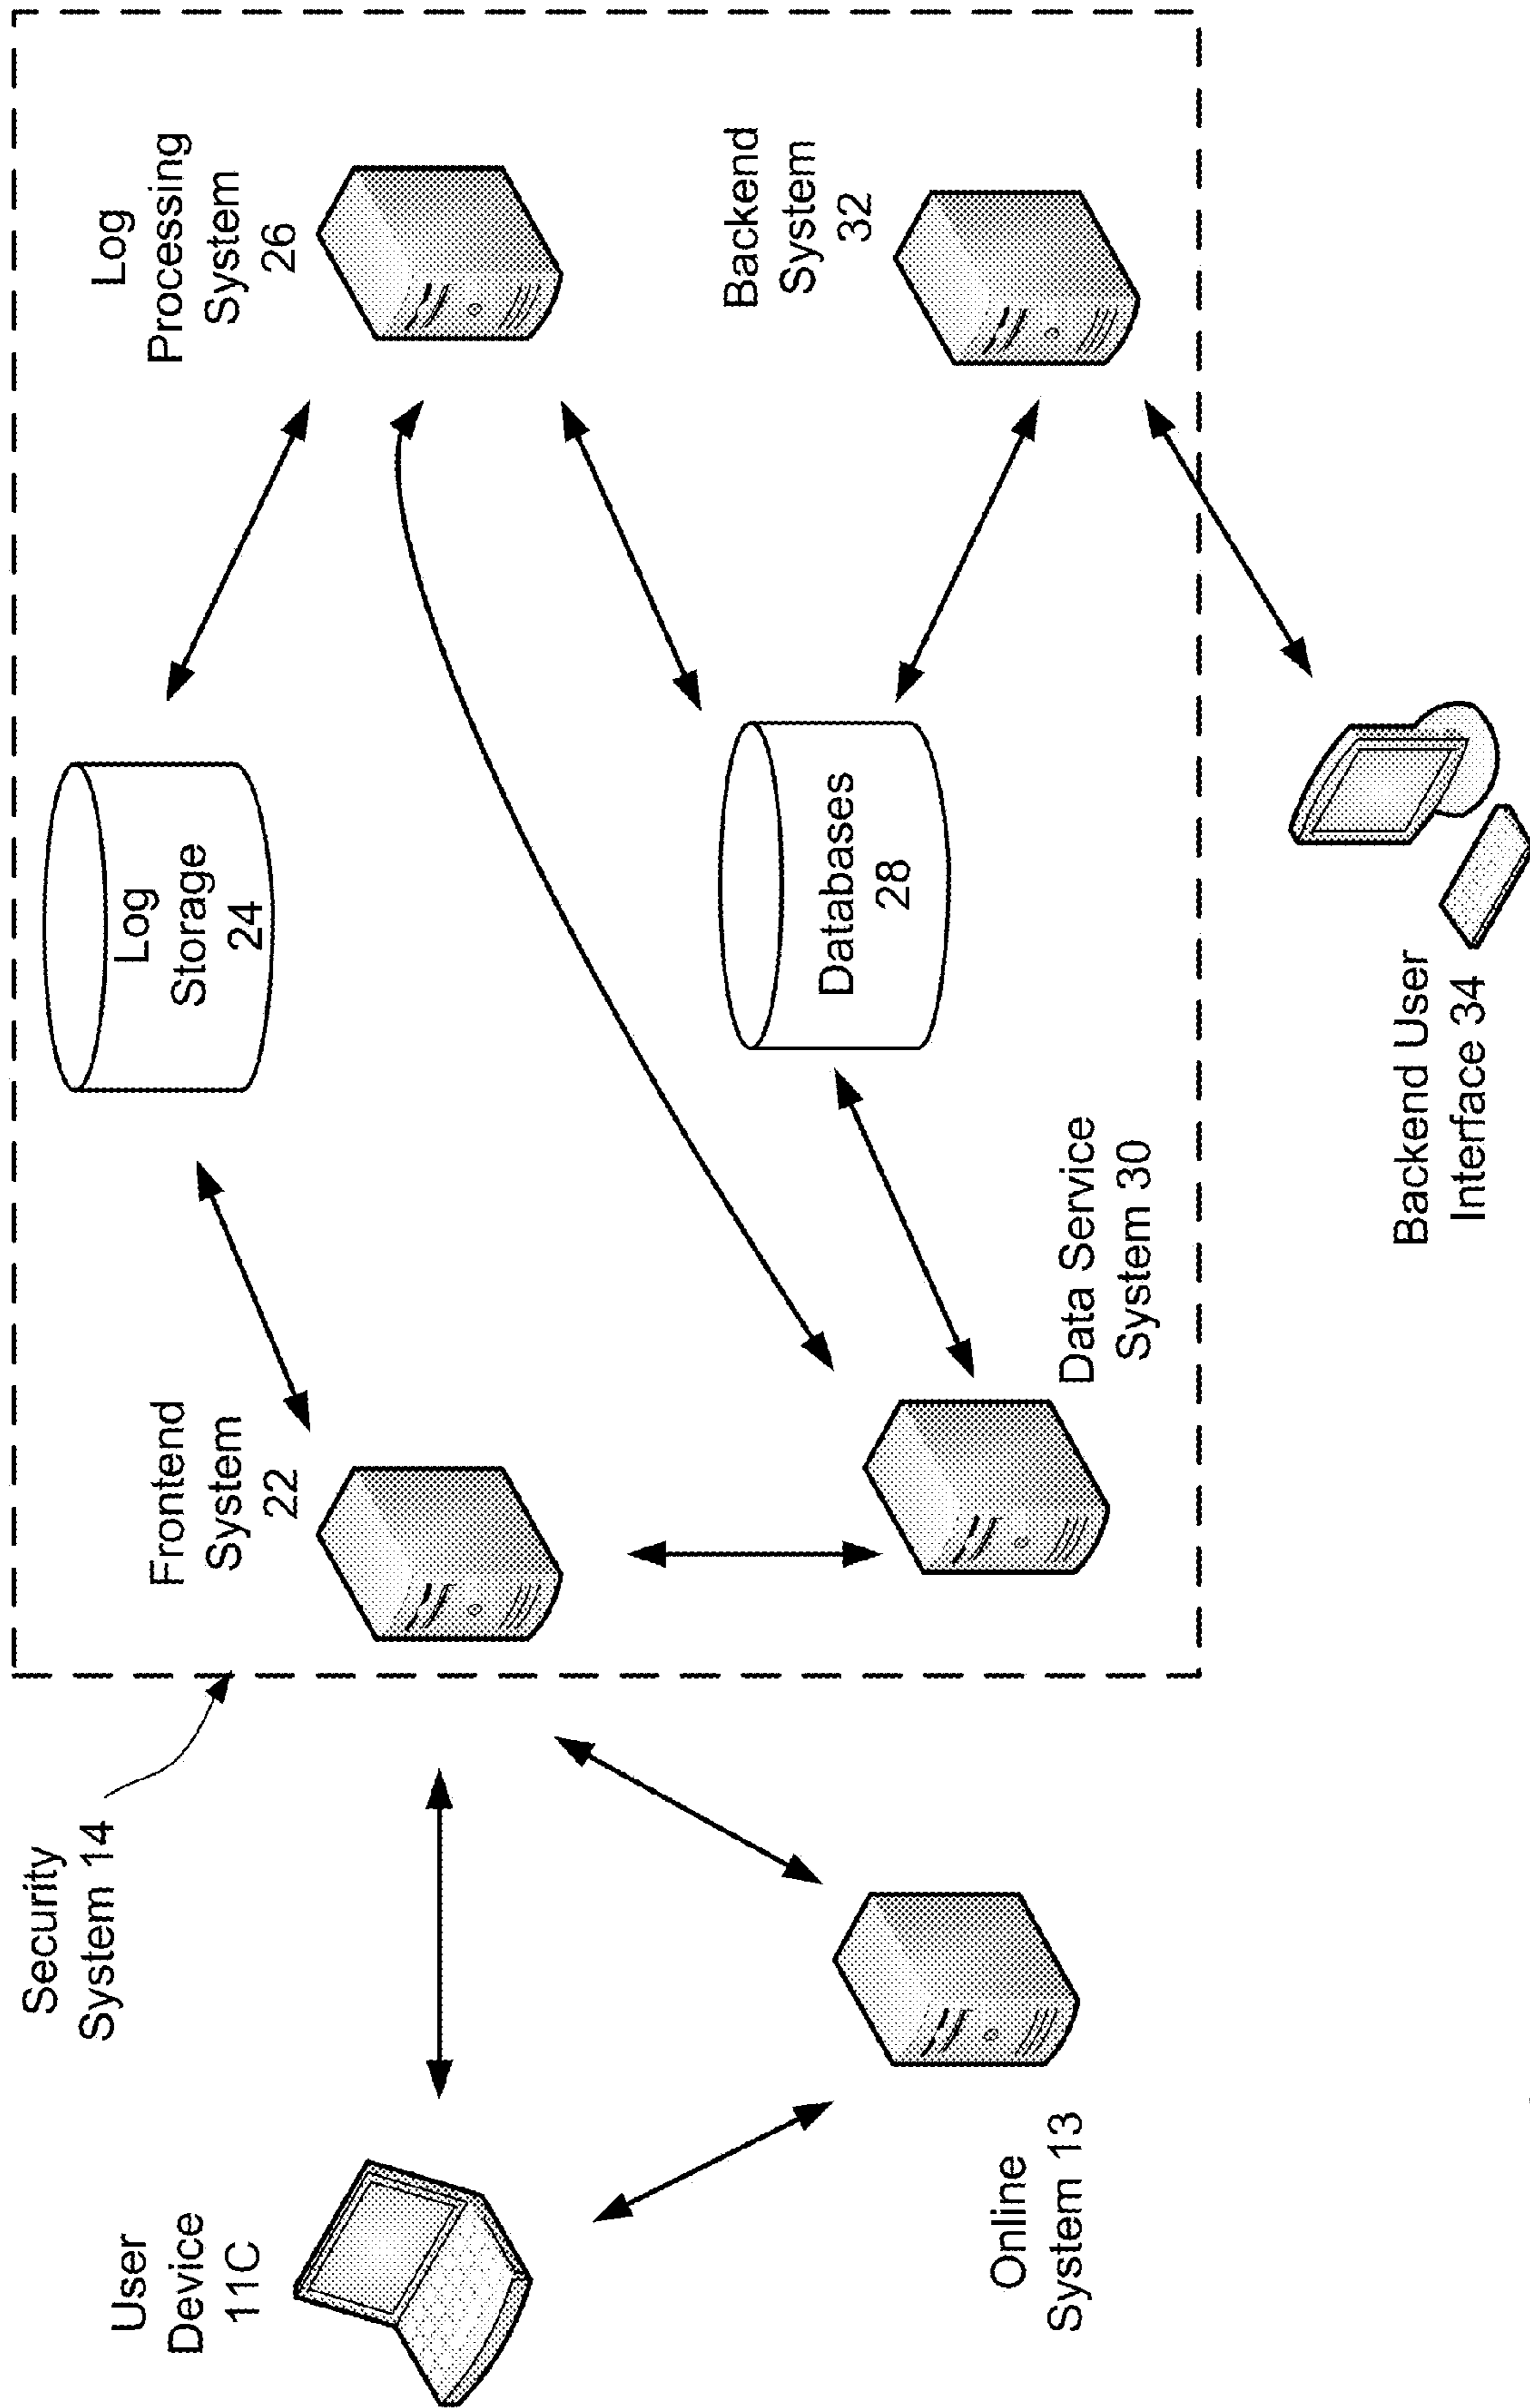 Security
System 14
User
Device
11C
Online
System 13
Frontend
System
22
Log
Storage
24
Log
Processing
System
26
Data Service
System 30
Databases
28
Backend
System
32
Backend User
Interface 34